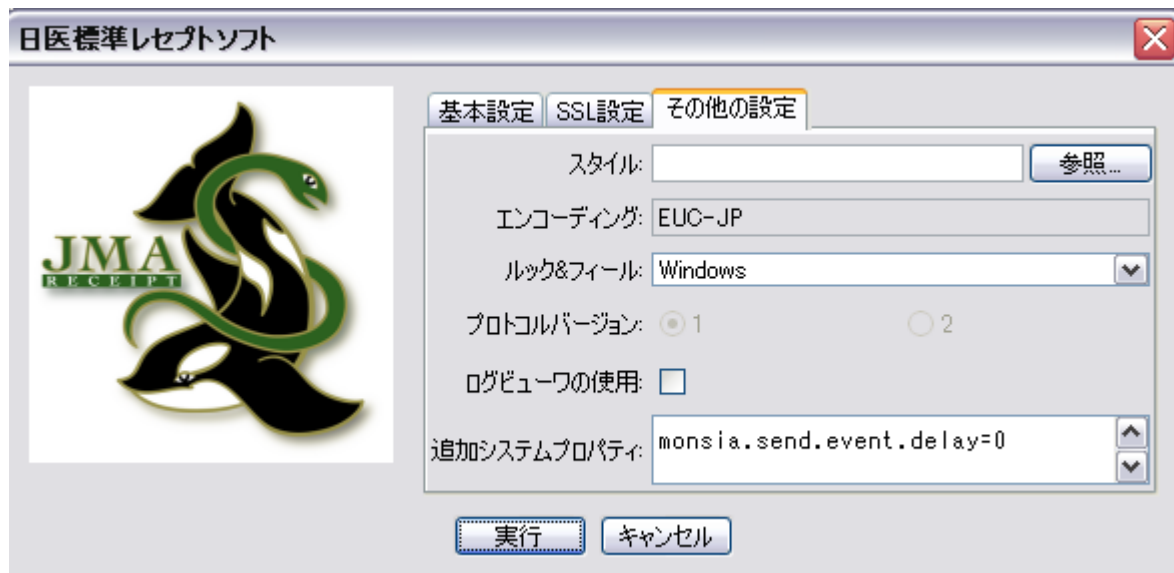 日医標準レセプトソフト
JMA
RECEIPT
基本設定 SSL設定 その他の設定
スタイル: 参照...
エンコーディング: EUC-JP
ルック&フィール: Windows
プロトコルバージョン: 1 2
ログビューワの使用:
追加システムプロパティ: monsia.send.event.delay=0
実行 キャンセル